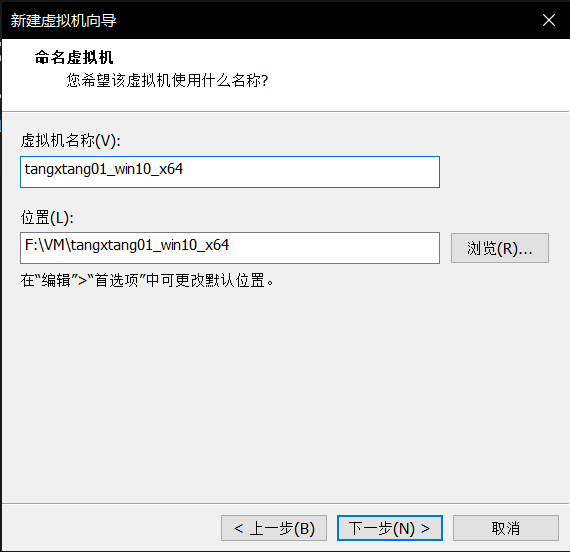 新建虚拟机向导
命名虚拟机
您希望该虚拟机使用什么名称?
虚拟机名称(V):
tangxtang01_win10_x64
位置(L):
F:\VM\tangxtang01_win10_x64
浏览(R)...
在“编辑”>“首选项”中可更改默认位置。
< 上一步(B)
下一步(N) >
取消